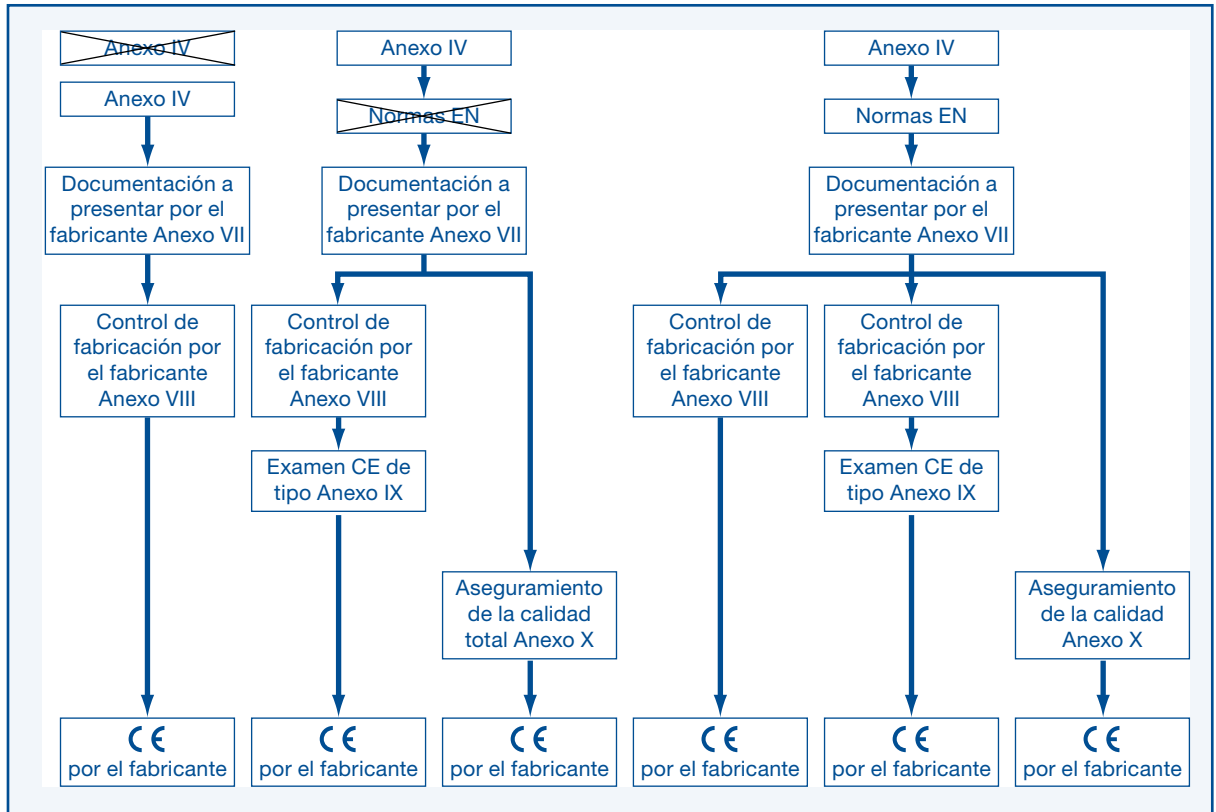 Anexo IV
Anexo IV
Anexo IV
Anexo IV
Normas EN
Normas EN
Documentación a
presentar por el
fabricante Anexo VII
Documentación a
presentar por el
fabricante Anexo VII
Documentación a
presentar por el
fabricante Anexo VII
Control de
fabricación por
el fabricante
Anexo VIII
Control de
fabricación por
el fabricante
Anexo VIII
Control de
fabricación por
el fabricante
Anexo VIII
Control de
fabricación por
el fabricante
Anexo VIII
Examen CE de
tipo Anexo IX
Examen CE de
tipo Anexo IX
Aseguramiento
de la calidad
total Anexo X
Aseguramiento
de la calidad
Anexo X
CE
por el fabricante
CE
por el fabricante
CE
por el fabricante
CE
por el fabricante
CE
por el fabricante
CE
por el fabricante